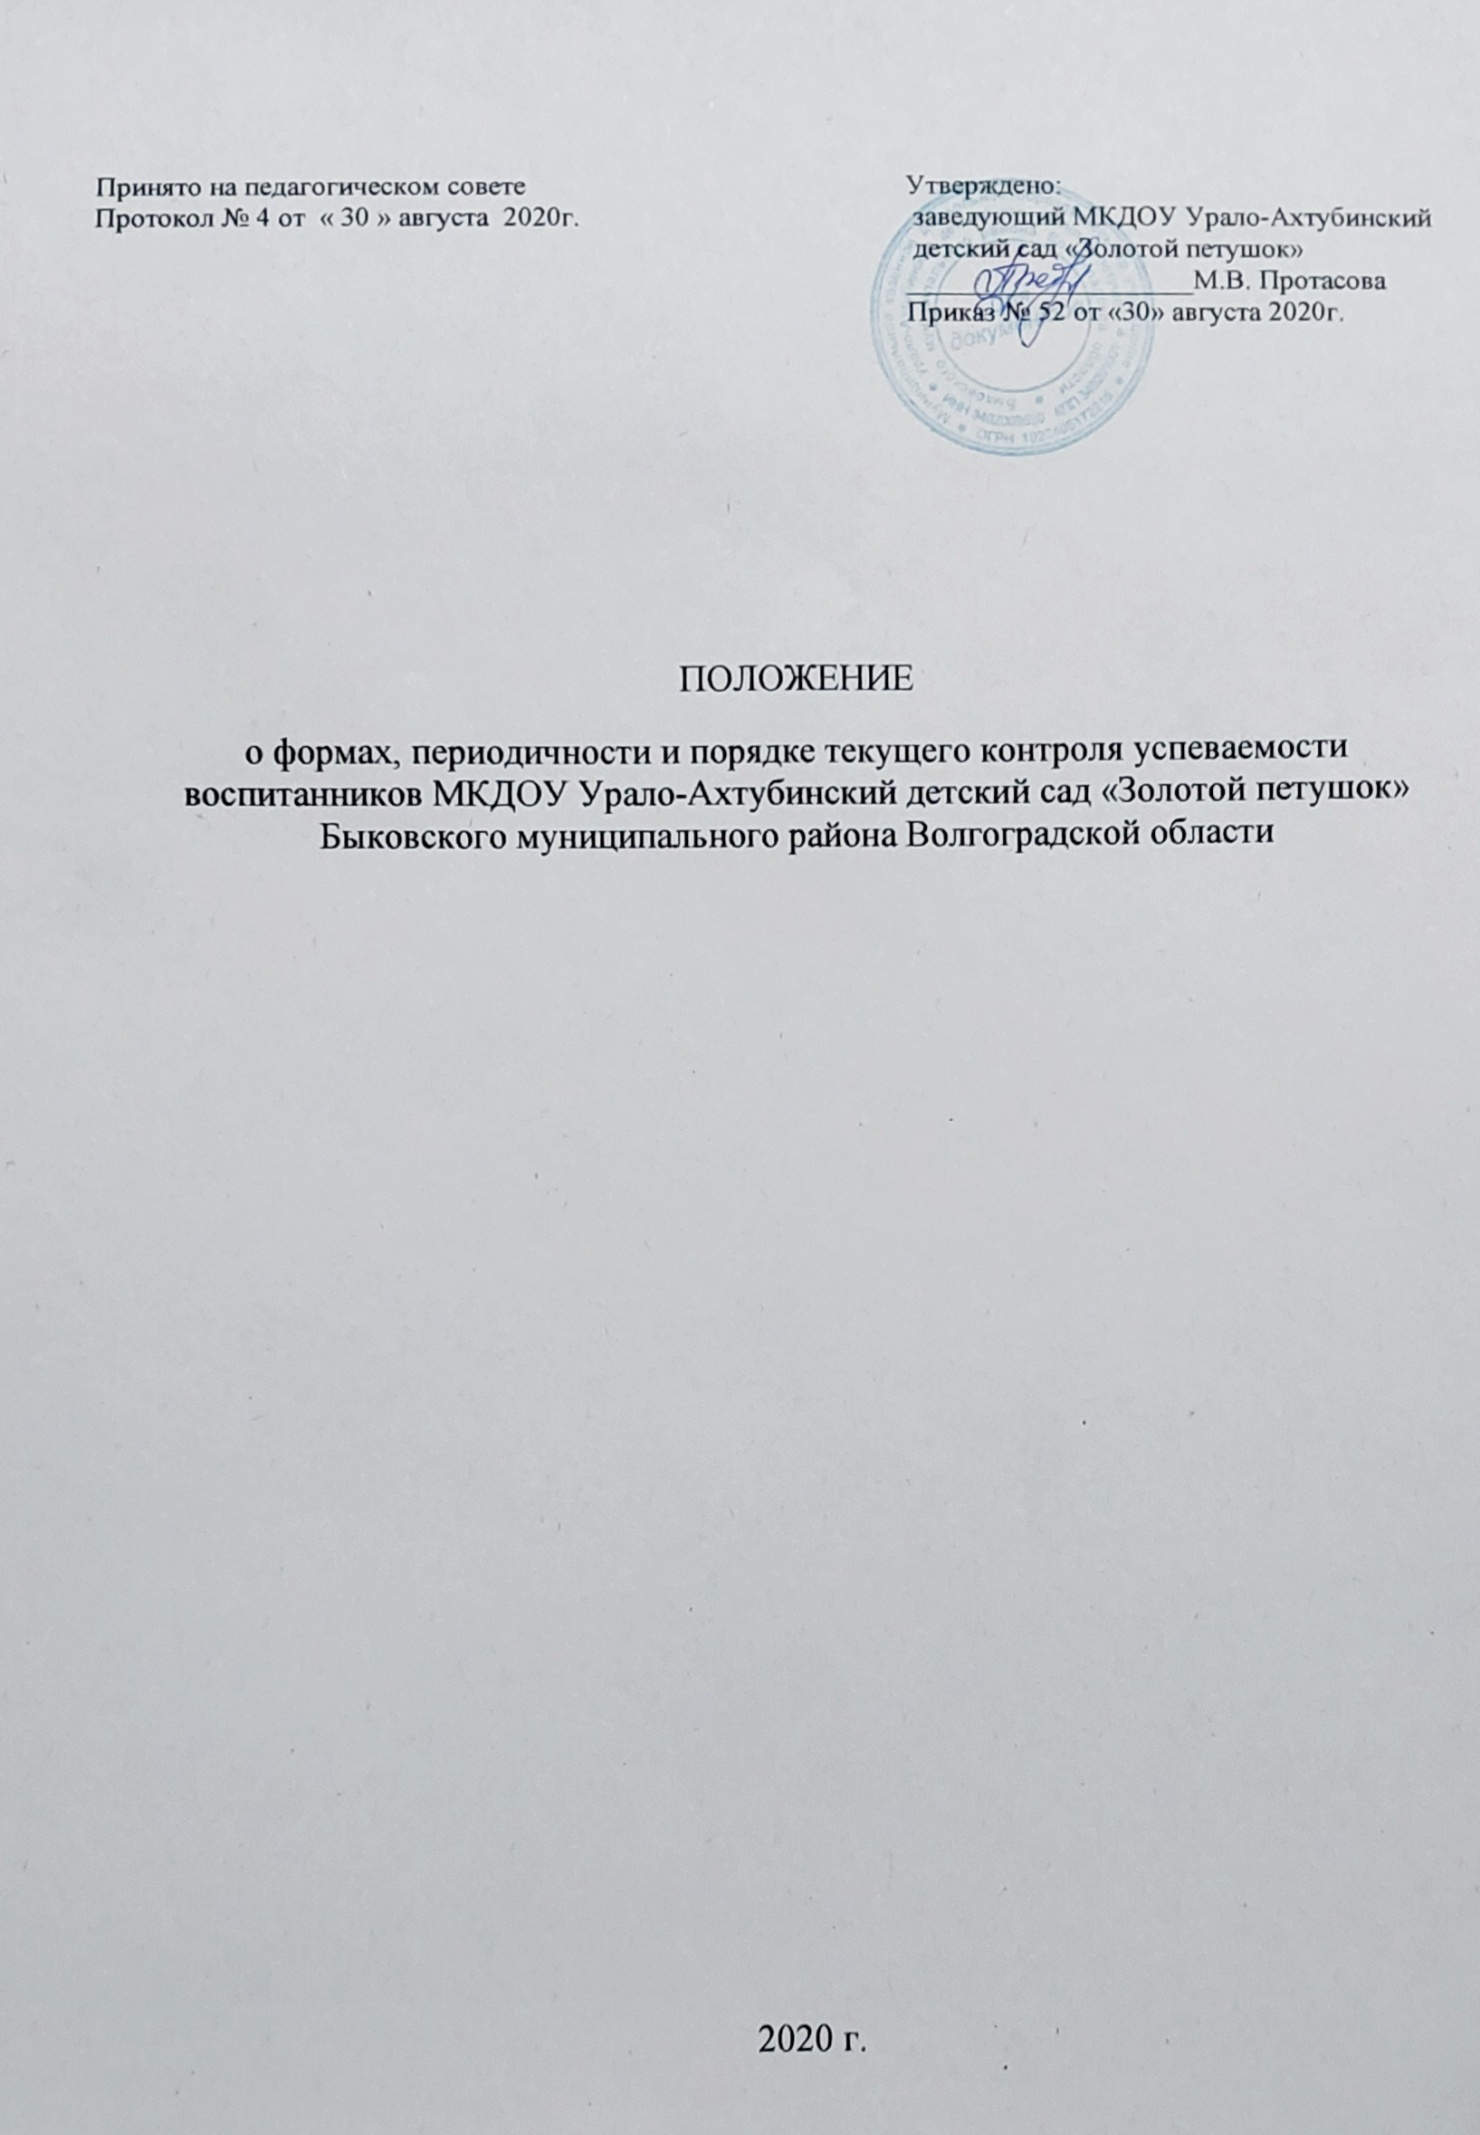 Принято на педагогическом совете
Протокол № 4 от « 30 » августа 2020г.
Утверждено:
заведующий МКДОУ Урало-Ахтубинский
детский сад «Золотой петушок»
М.В. Протасова
Приказ № 52 от «30» августа 2020г.
ПОЛОЖЕНИЕ
о формах, периодичности и порядке текущего контроля успеваемости
воспитанников МКДОУ Урало-Ахтубинский детский сад «Золотой петушок»
Быковского муниципального района Волгоградской области
2020 г.